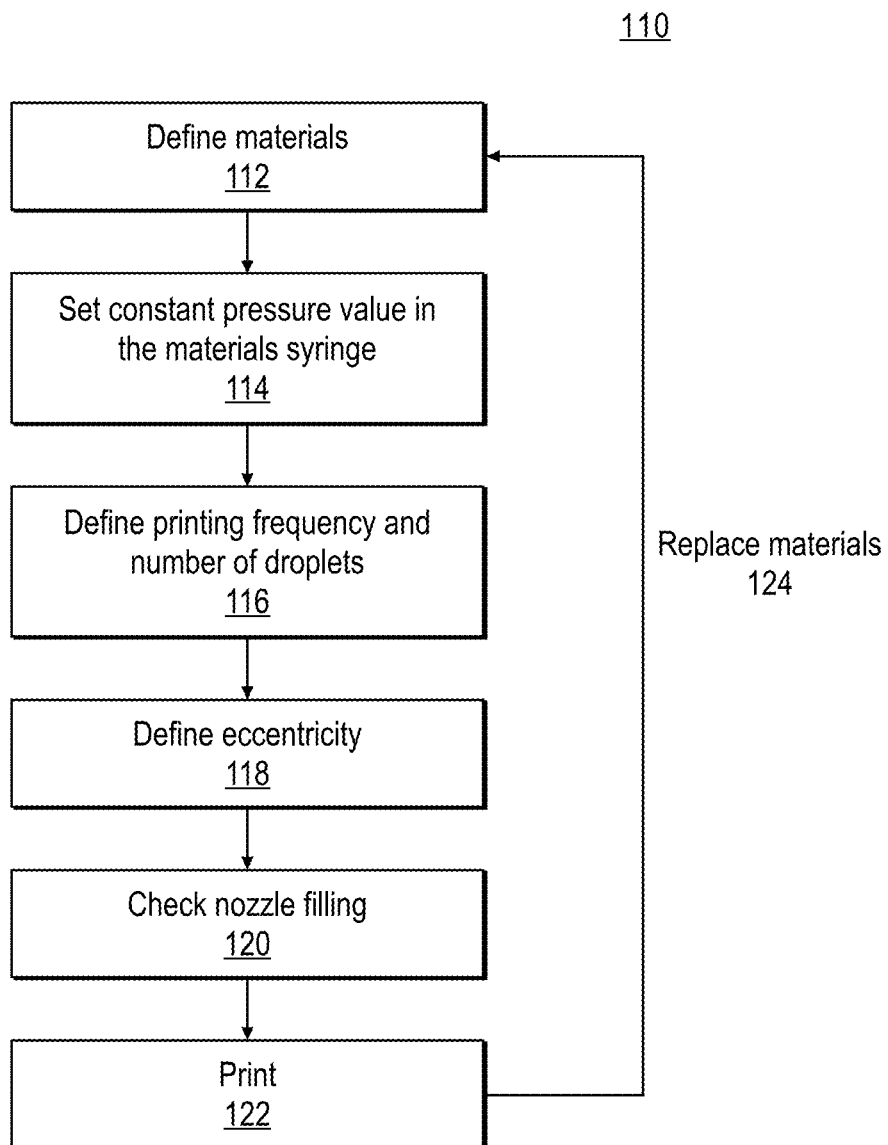 110
Define materials
112
Set constant pressure value in
the materials syringe
114
Define printing frequency and
number of droplets
116
Replace materials
124
Define eccentricity
118
Check nozzle filling
120
Print
122